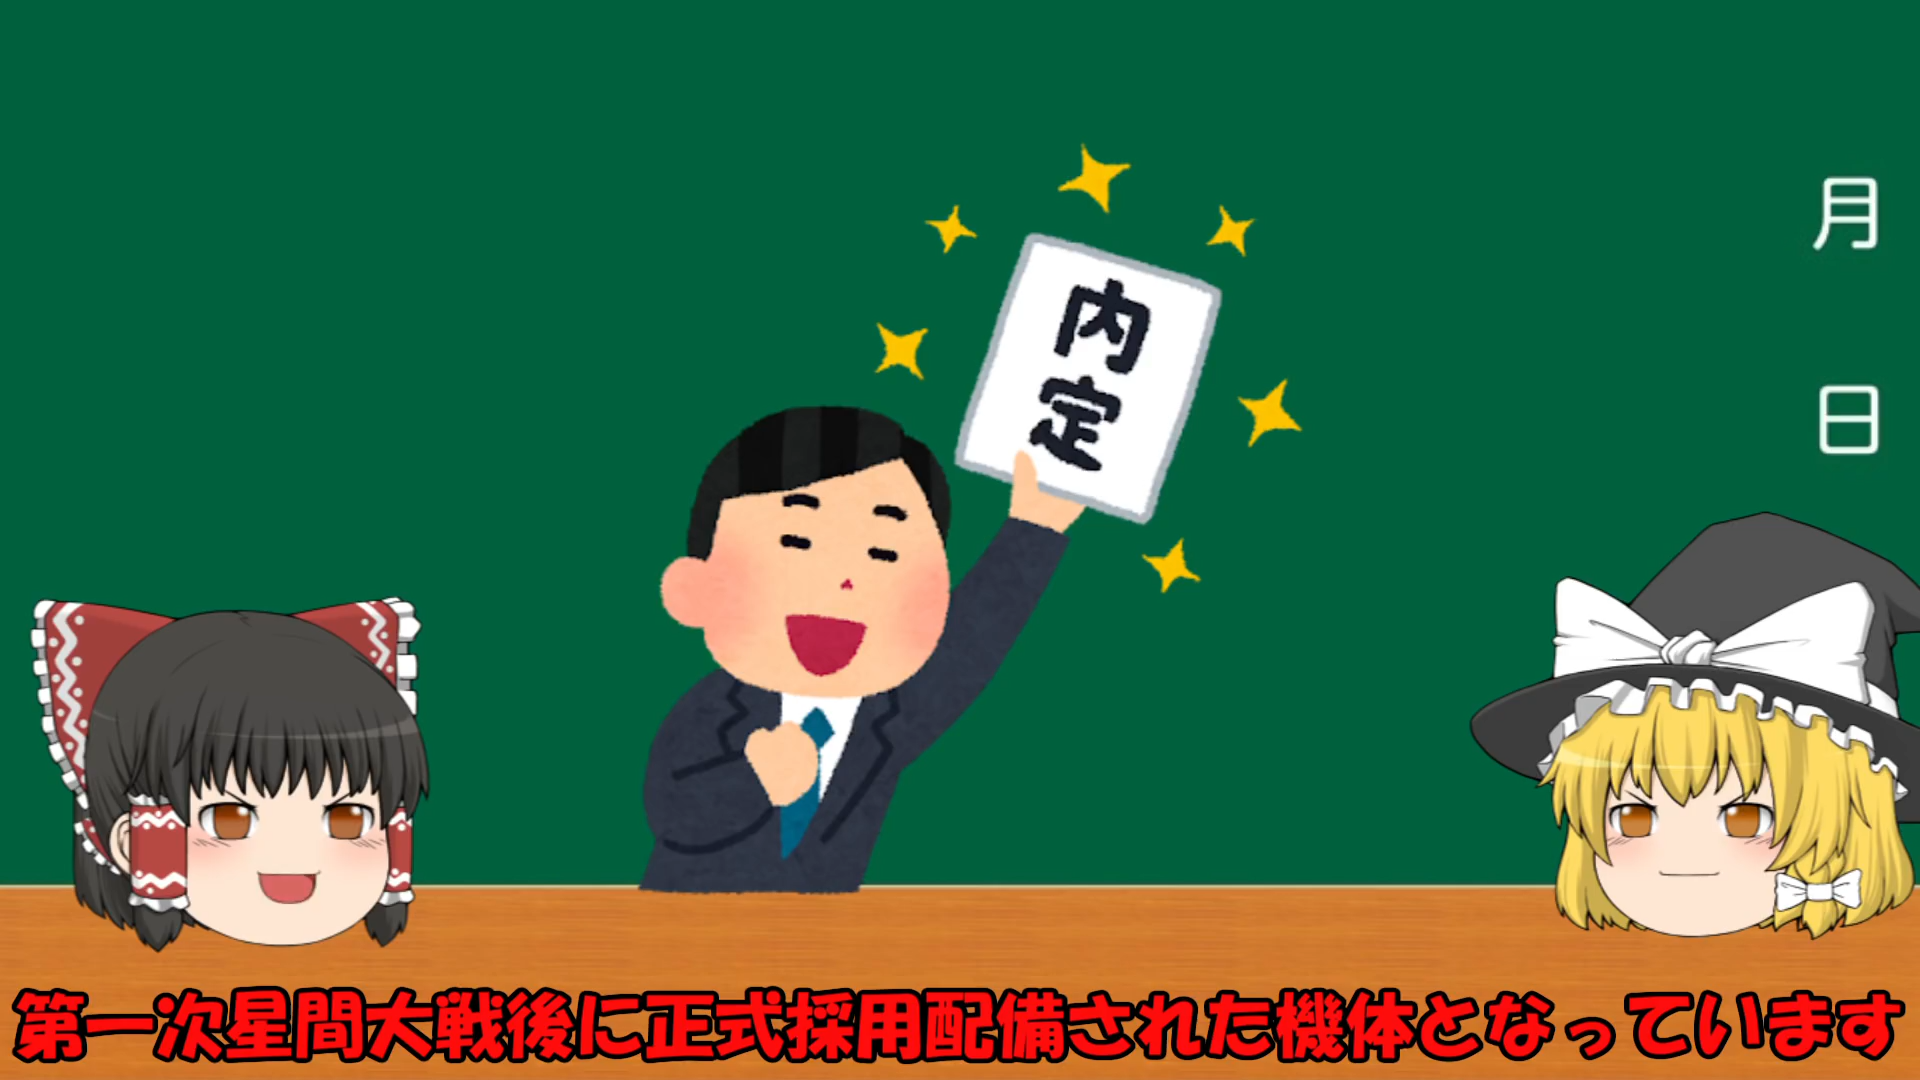 月
日
内定
第一次星間大戦後に正式採用配備された機体となっています